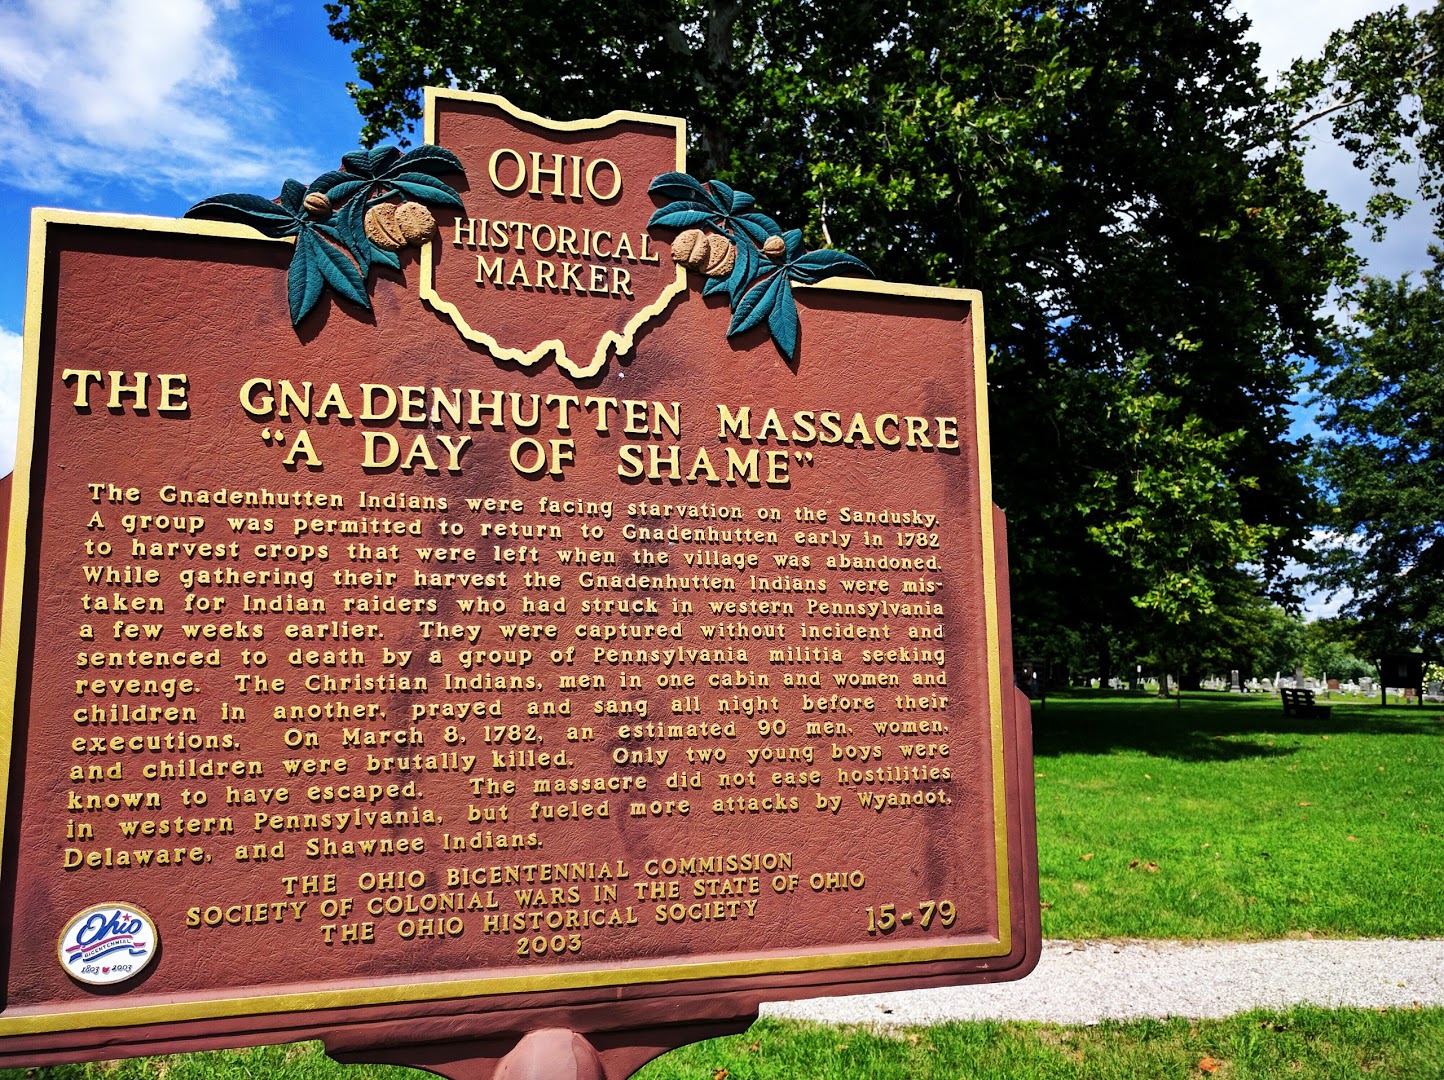 OHIO
HISTORICAL
MARKER
THE GNADENHUTTEN MASSACRE
"A DAY OF SHAME"
The Gnadenhutten Indians were facing starvation on the Sandusky.
A group was permitted to return to Gnadenhutten early in 1782
to harvest crops that were left when the village was abandoned.
While gathering their harvest the Gnadenhutten Indians were mis-
taken for Indian raiders who had struck in western Pennsylvania
a few weeks earlier. They were captured without incident and
sentenced to death by a group of Pennsylvania militia seeking
revenge. The Christian Indians, men in one cabin and women and
children in another, prayed and sang all night before their
executions. On March 8, 1782, an estimated 90 men, women,
and children were brutally killed. Only two young boys were
known to have escaped. The massacre did not ease hostilities
in western Pennsylvania, but fueled more attacks by Wyandot,
Delaware, and Shawnee Indians.
THE OHIO BICENTENNIAL COMMISSION
SOCIETY OF COLONIAL WARS IN THE STATE OF OHIO
THE OHIO HISTORICAL SOCIETY
2003
15-79
Ohio
BICENTENNIAL
1803 2003